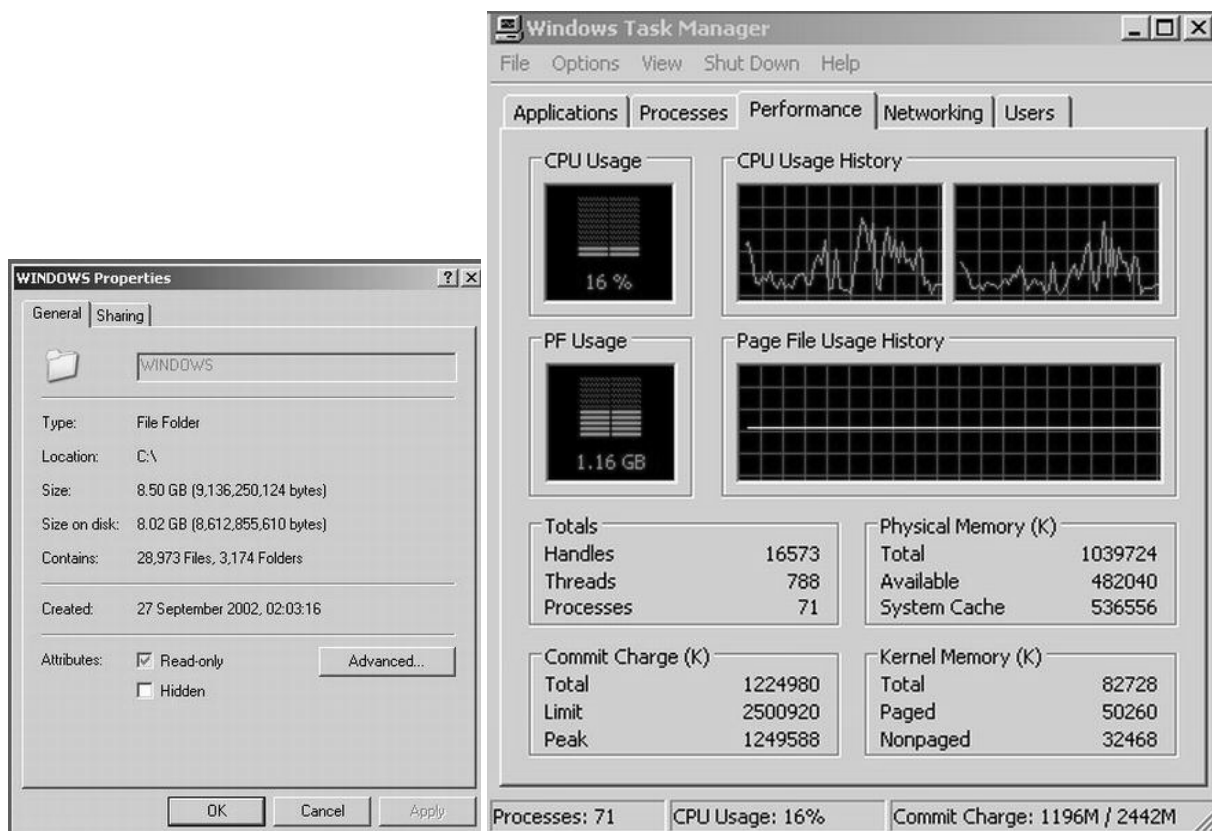 WINDOWS Properties
General Sharing
WINDOWS
Type: File Folder
Location: C:\
Size: 8.50 GB (9,136,250,124 bytes)
Size on disk: 8.02 GB (8,612,855,610 bytes)
Contains: 28,973 Files, 3,174 Folders
Created: 27 September 2002, 02:03:16
Attributes: Read-only Advanced...
Hidden
OK Cancel Apply
Windows Task Manager
File Options View Shut Down Help
Applications Processes Performance Networking Users
CPU Usage CPU Usage History
16 %
PF Usage Page File Usage History
1.16 GB
Totals
Handles 16573
Threads 788
Processes 71
Physical Memory (K)
Total 1039724
Available 482040
System Cache 536556
Commit Charge (K)
Total 1224980
Limit 2500920
Peak 1249588
Kernel Memory (K)
Total 82728
Paged 50260
Nonpaged 32468
Processes: 71 CPU Usage: 16% Commit Charge: 1196M / 2442M